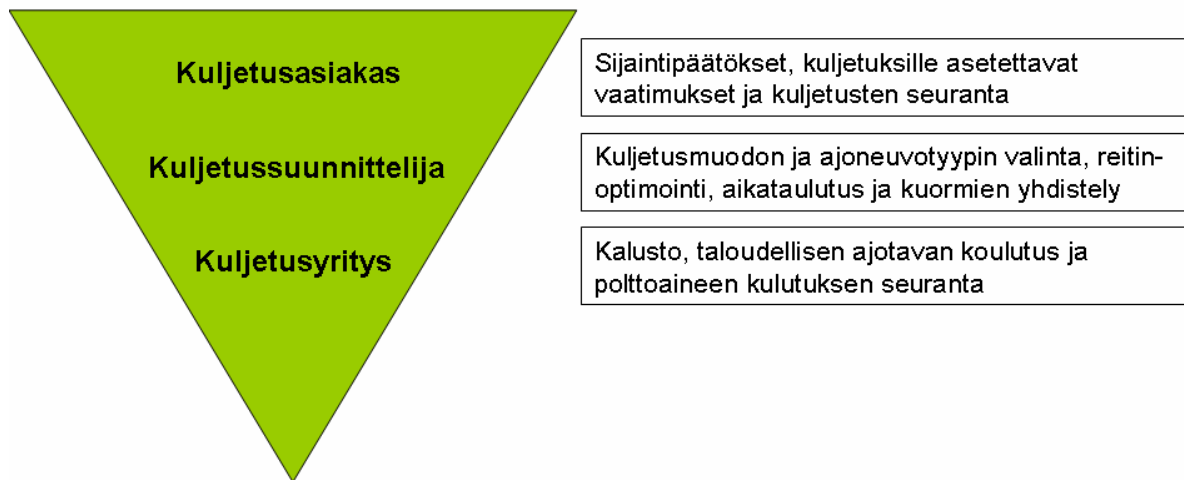 Kuljetusasiakas
Sijaintipäätökset, kuljetuksille asetettavat
vaatimukset ja kuljetusten seuranta
Kuljetussuunnittelija
Kuljetusmuodon ja ajoneuvotyypin valinta, reitin-
optimointi, aikataulutus ja kuormien yhdistely
Kuljetusyritys
Kalusto, taloudellisen ajotavan koulutus ja
polttoaineen kulutuksen seuranta